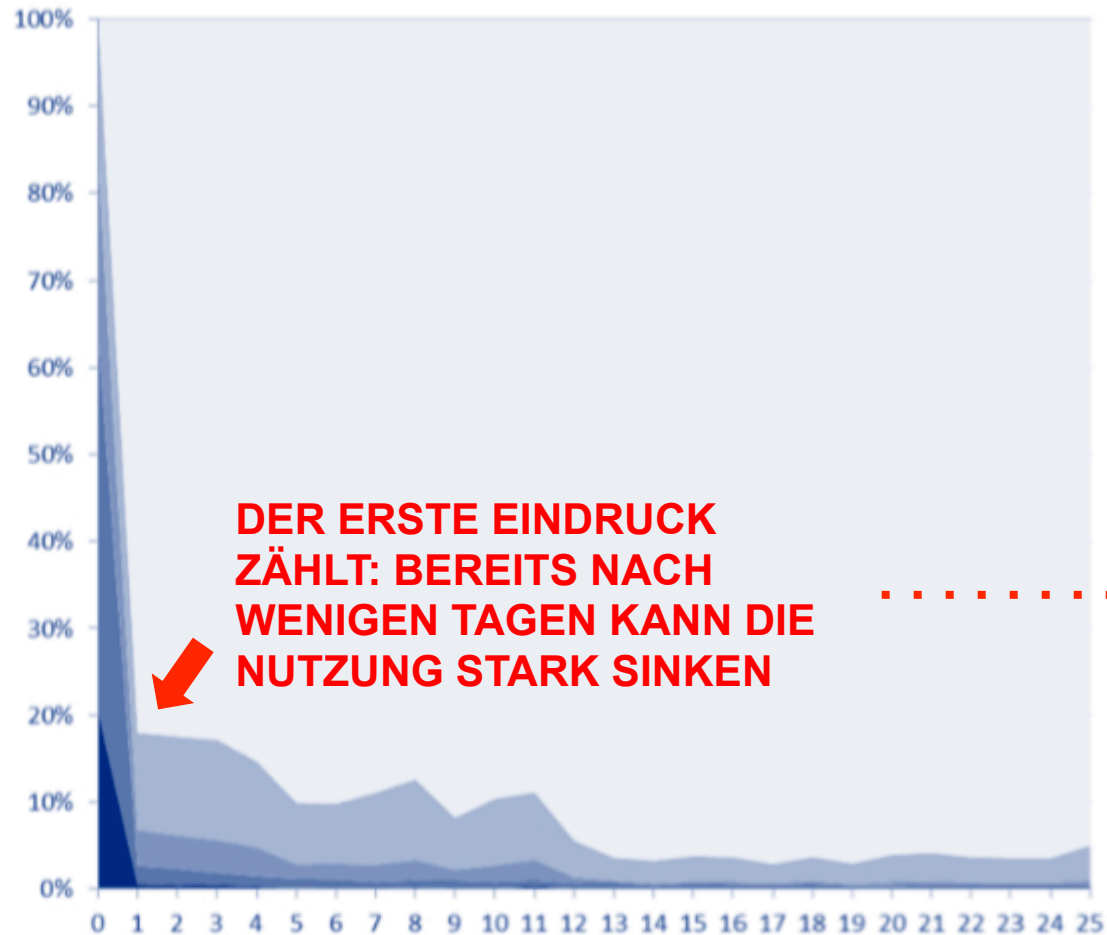 100%
90%
80%
70%
60%
50%
40%
30%
20%
10%
0%
DER ERSTE EINDRUCK
ZÄHLT: BEREITS NACH
WENIGEN TAGEN KANN DIE
NUTZUNG STARK SINKEN
0 1 2 3 4 5 6 7 8 9 10 11 12 13 14 15 16 17 18 19 20 21 22 23 24 25